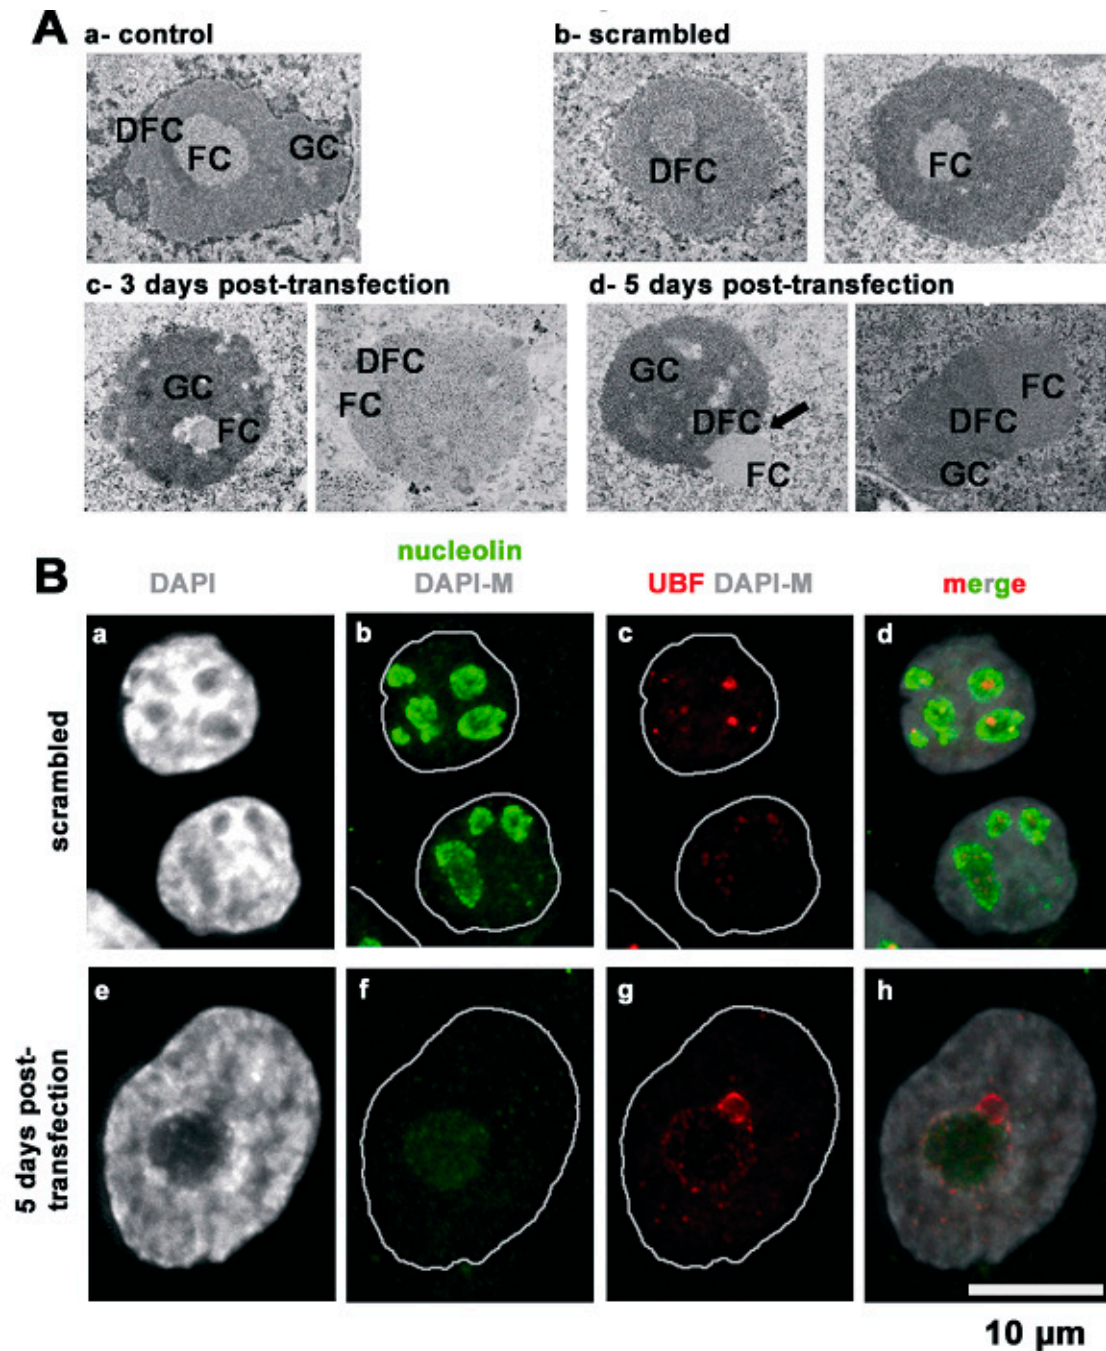 A
a- control
b- scrambled
DFC
FC
GC
DFC
FC
c- 3 days post-transfection
d- 5 days post-transfection
GC
FC
DFC
FC
GC
DFC
FC
FC
DFC
GC
B
DAPI
nucleolin
DAPI-M
UBF DAPI-M
merge
scrambled
a
b
c
d
5 days post-
transfection
e
f
g
h
10 µm